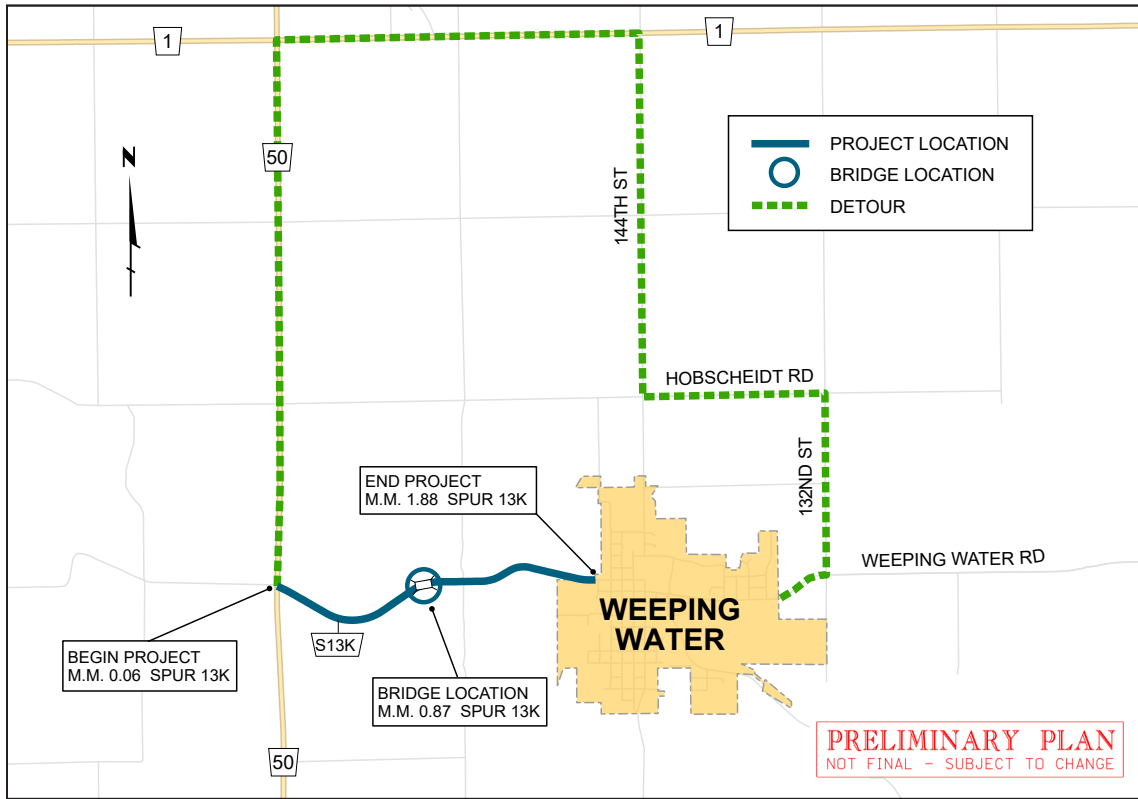 1
1
N
50
144TH ST
PROJECT LOCATION
BRIDGE LOCATION
DETOUR
HOBSCHEIDT RD
132ND ST
END PROJECT
M.M. 1.88 SPUR 13K
WEEPING WATER RD
WEEPING
WATER
S13K
BEGIN PROJECT
M.M. 0.06 SPUR 13K
BRIDGE LOCATION
M.M. 0.87 SPUR 13K
50
PRELIMINARY PLAN
NOT FINAL - SUBJECT TO CHANGE